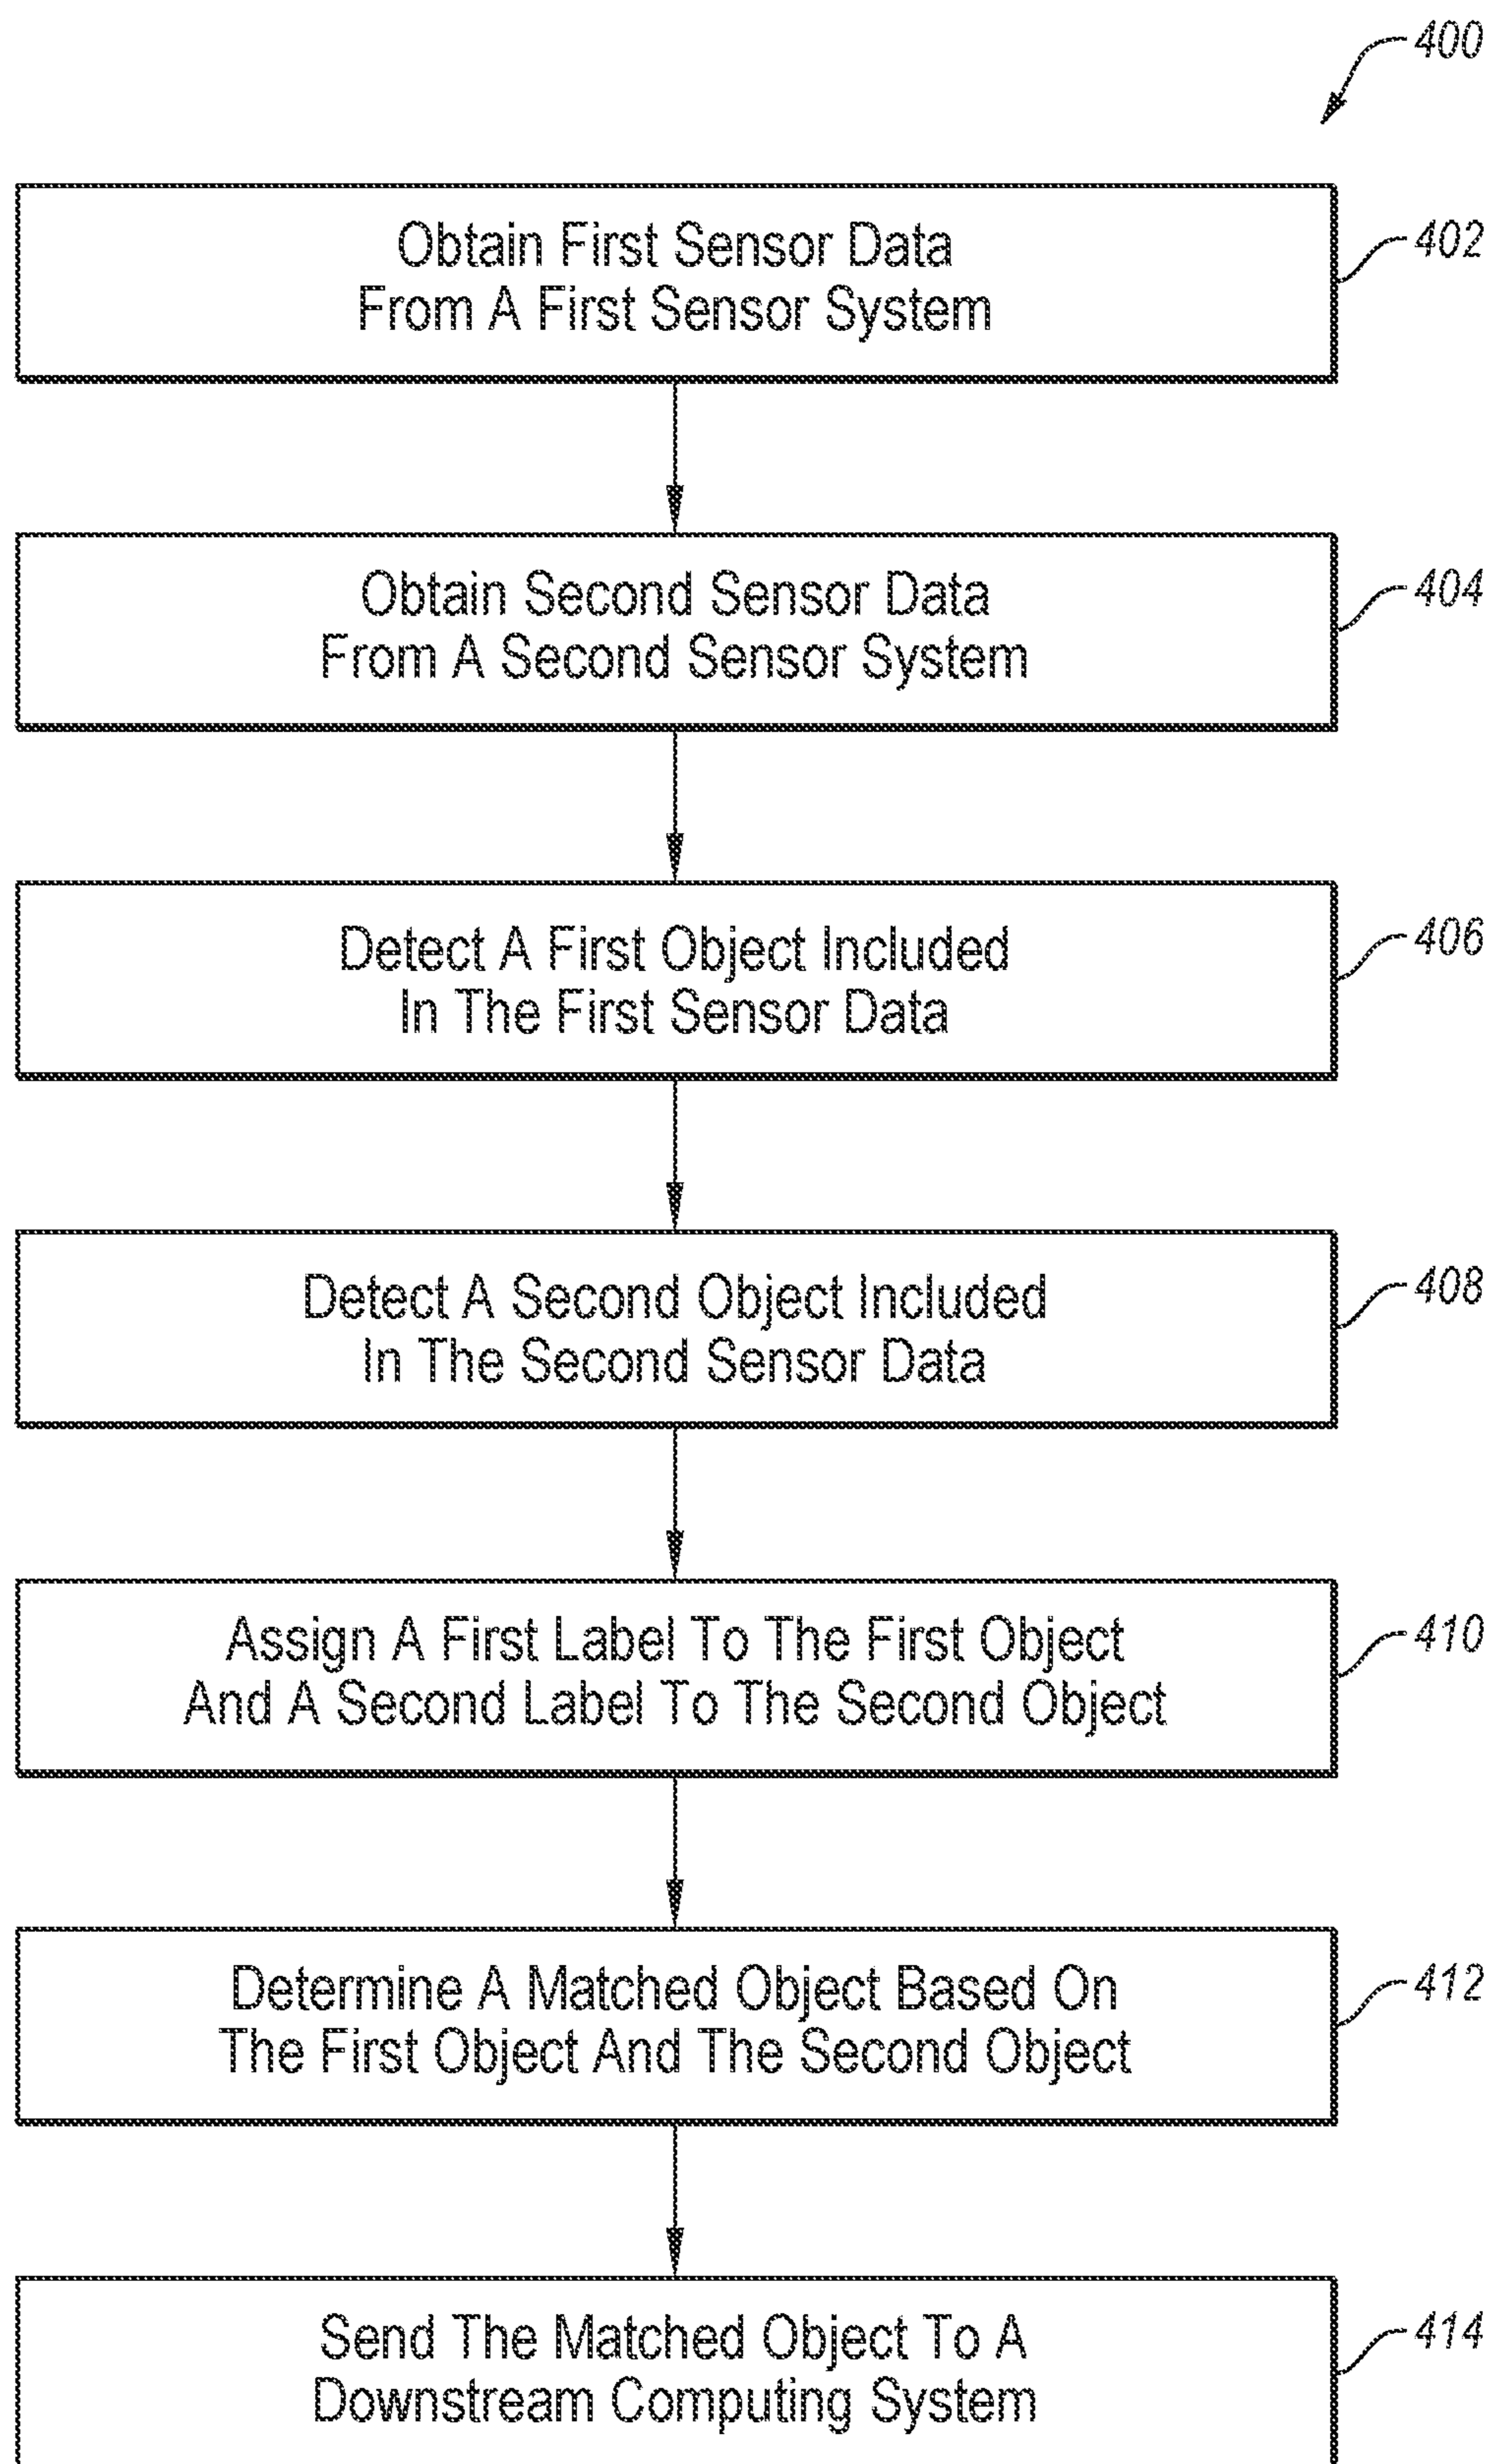 400
Obtain First Sensor Data
From A First Sensor System
402
Obtain Second Sensor Data
From A Second Sensor System
404
Detect A First Object Included
In The First Sensor Data
406
Detect A Second Object Included
In The Second Sensor Data
408
Assign A First Label To The First Object
And A Second Label To The Second Object
410
Determine A Matched Object Based On
The First Object And The Second Object
412
Send The Matched Object To A
Downstream Computing System
414